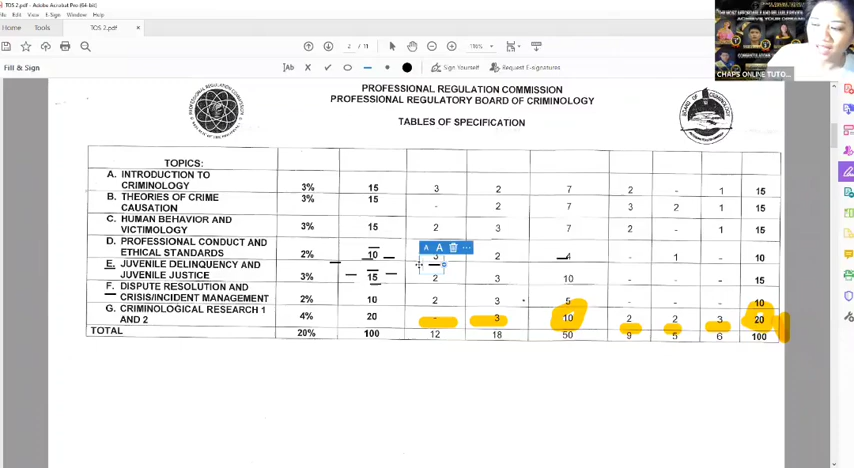 TOS 2.pdf - Adobe Acrobat Pro (64-bit)
File Edit View E-Sign Window Help
Home Tools TOS 2.pdf ×
2 / 11 116%
Fill & Sign
Ab X Sign Yourself Request E-signatures
CHAPS ONLINE TUTO...
PROFESSIONAL REGULATION COMMISSION
PROFESSIONAL REGULATORY BOARD OF CRIMINOLOGY
TABLES OF SPECIFICATION
TOPICS:
A. INTRODUCTION TO
CRIMINOLOGY 3% 15 3 2 7 2 - 1 15
B. THEORIES OF CRIME 3% 15
CAUSATION - 2 7 3 2 1 15
C. HUMAN BEHAVIOR AND
VICTIMOLOGY 3% 15 2 3 7 2 - 1 15
D. PROFESSIONAL CONDUCT AND
ETHICAL STANDARDS 2% 10 3 2 4 - 1 - 10
E. JUVENILE DELINQUENCY AND
JUVENILE JUSTICE 3% 15 2 3 10 - - - 15
F. DISPUTE RESOLUTION AND
CRISIS/INCIDENT MANAGEMENT 2% 10 2 3 5 - - - 10
G. CRIMINOLOGICAL RESEARCH 1
AND 2 4% 20 - 3 10 2 2 3 20
TOTAL 20% 100 12 18 50 9 5 6 100